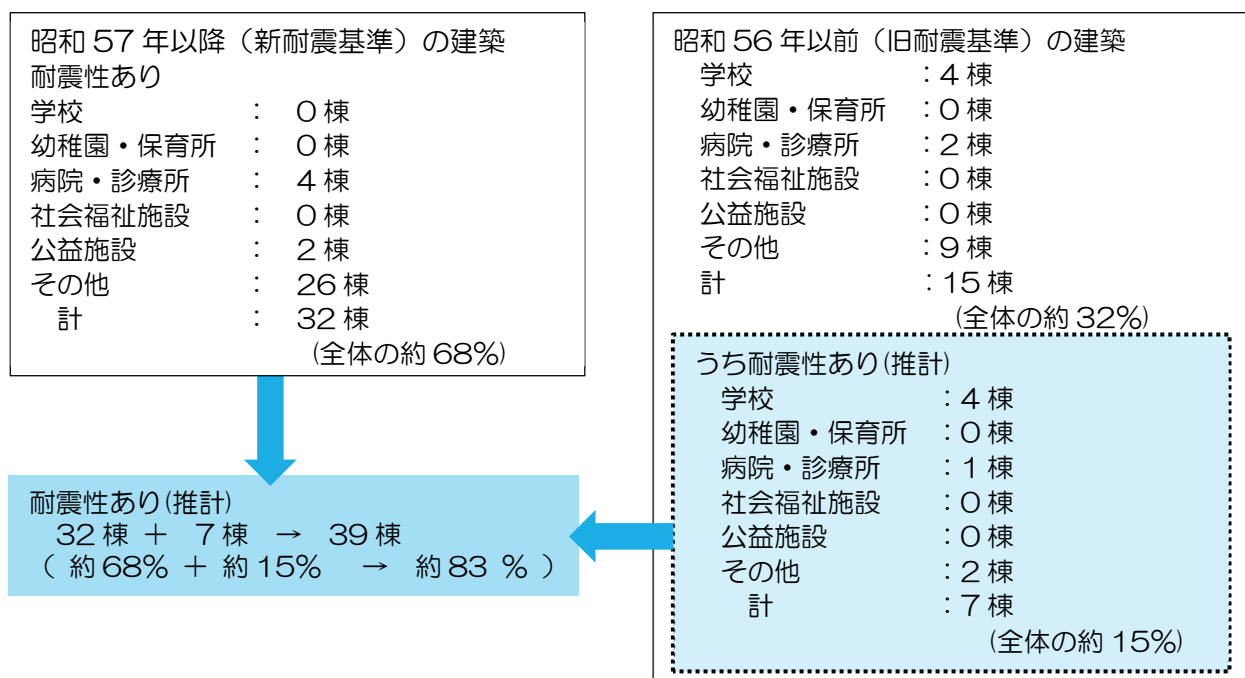 昭和 57 年以降（新耐震基準）の建築
耐震性あり
学校 ： 0 棟
幼稚園・保育所 ： 0 棟
病院・診療所 ： 4 棟
社会福祉施設 ： 0 棟
公益施設 ： 2 棟
その他 ： 26 棟
計 ： 32 棟
(全体の約 68%)
昭和 56 年以前（旧耐震基準）の建築
学校 ：4 棟
幼稚園・保育所 ：0 棟
病院・診療所 ：2 棟
社会福祉施設 ：0 棟
公益施設 ：0 棟
その他 ：9 棟
計 ：15 棟
(全体の約 32%)
うち耐震性あり(推計)
学校 ：4 棟
幼稚園・保育所 ：0 棟
病院・診療所 ：1 棟
社会福祉施設 ：0 棟
公益施設 ：0 棟
その他 ：2 棟
計 ：7 棟
(全体の約 15%)
耐震性あり(推計)
32 棟 ＋ 7 棟 → 39 棟
（ 約 68% ＋ 約 15% → 約 83 % ）